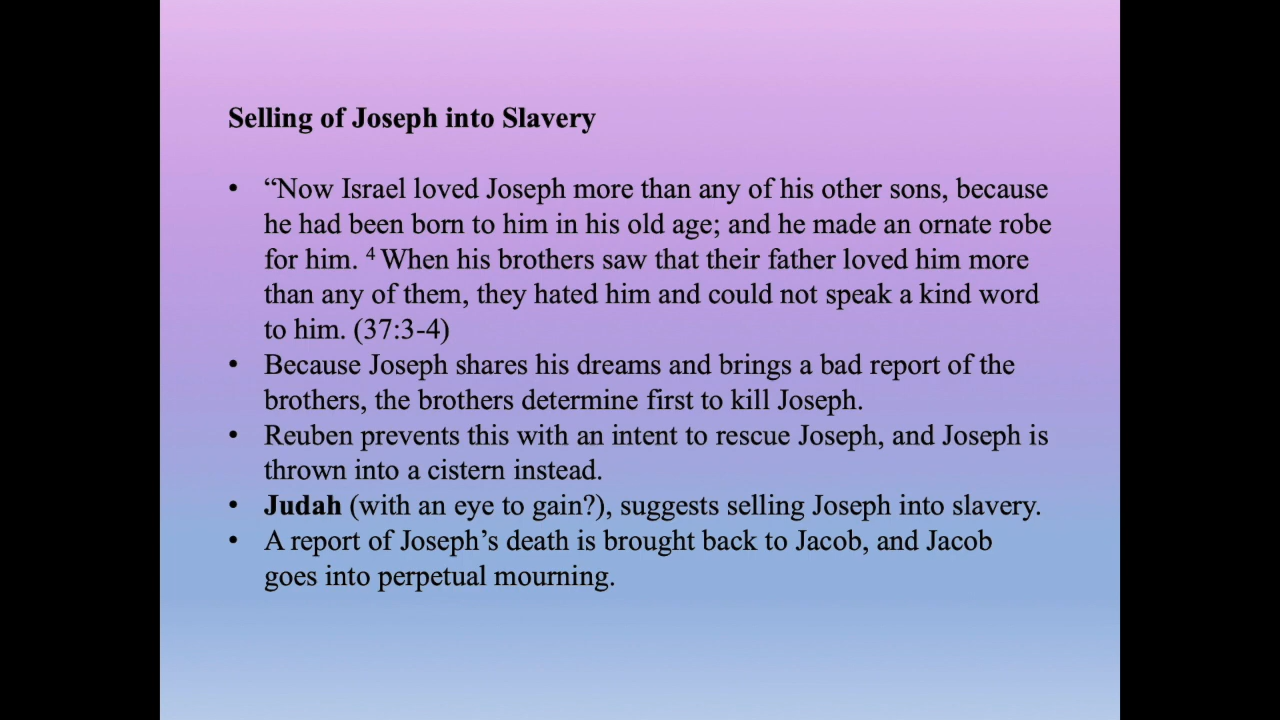 Selling of Joseph into Slavery
• “Now Israel loved Joseph more than any of his other sons, because
he had been born to him in his old age; and he made an ornate robe
for him. ⁴ When his brothers saw that their father loved him more
than any of them, they hated him and could not speak a kind word
to him. (37:3-4)
• Because Joseph shares his dreams and brings a bad report of the
brothers, the brothers determine first to kill Joseph.
• Reuben prevents this with an intent to rescue Joseph, and Joseph is
thrown into a cistern instead.
• Judah (with an eye to gain?), suggests selling Joseph into slavery.
• A report of Joseph’s death is brought back to Jacob, and Jacob
goes into perpetual mourning.